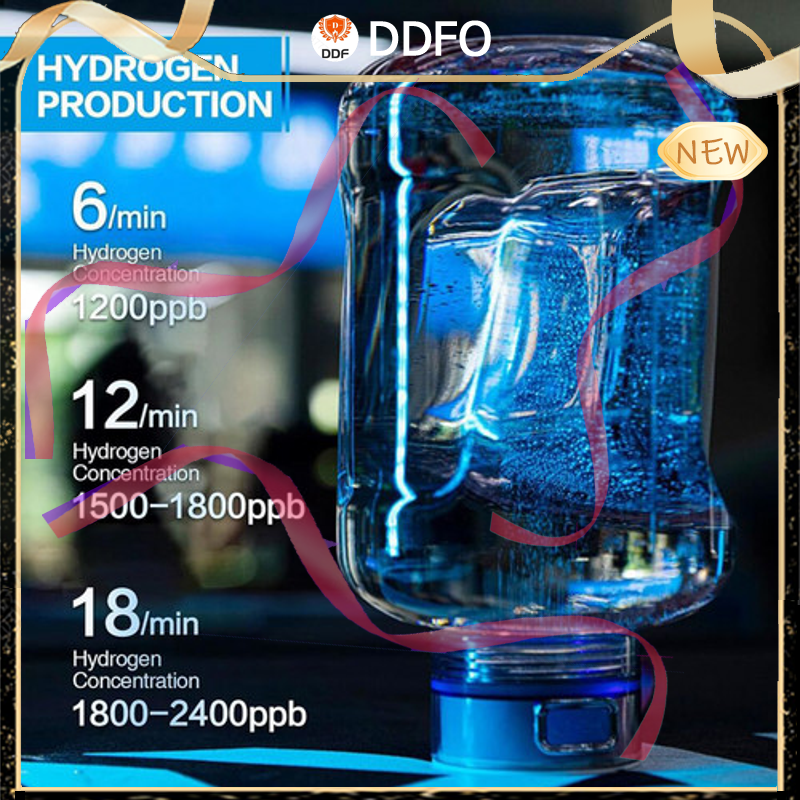 DDF
DDFO
HYDROGEN
PRODUCTION
NEW
6/min
Hydrogen
Concentration
1200ppb
12/min
Hydrogen
Concentration
1500-1800ppb
18/min
Hydrogen
Concentration
1800-2400ppb